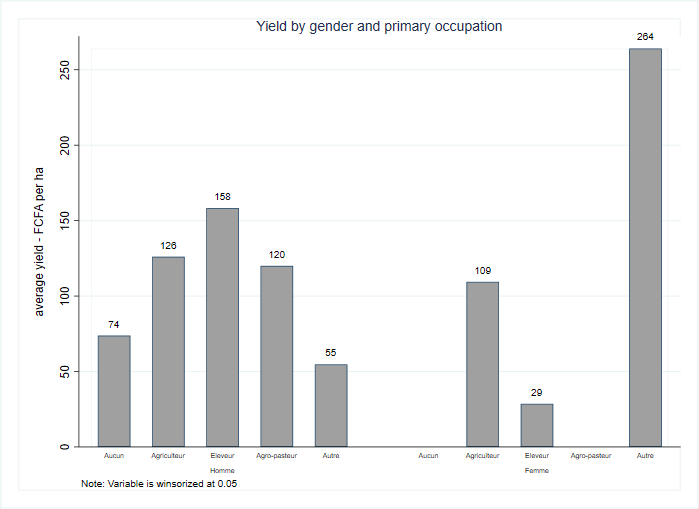 Yield by gender and primary occupation
average yield - FCFA per ha
250
200
150
100
50
0
74
126
158
120
55
109
29
264
Aucun Agriculteur Eleveur Agro-pasteur Autre Aucun Agriculteur Eleveur Agro-pasteur Autre
Homme Femme
Note: Variable is winsorized at 0.05